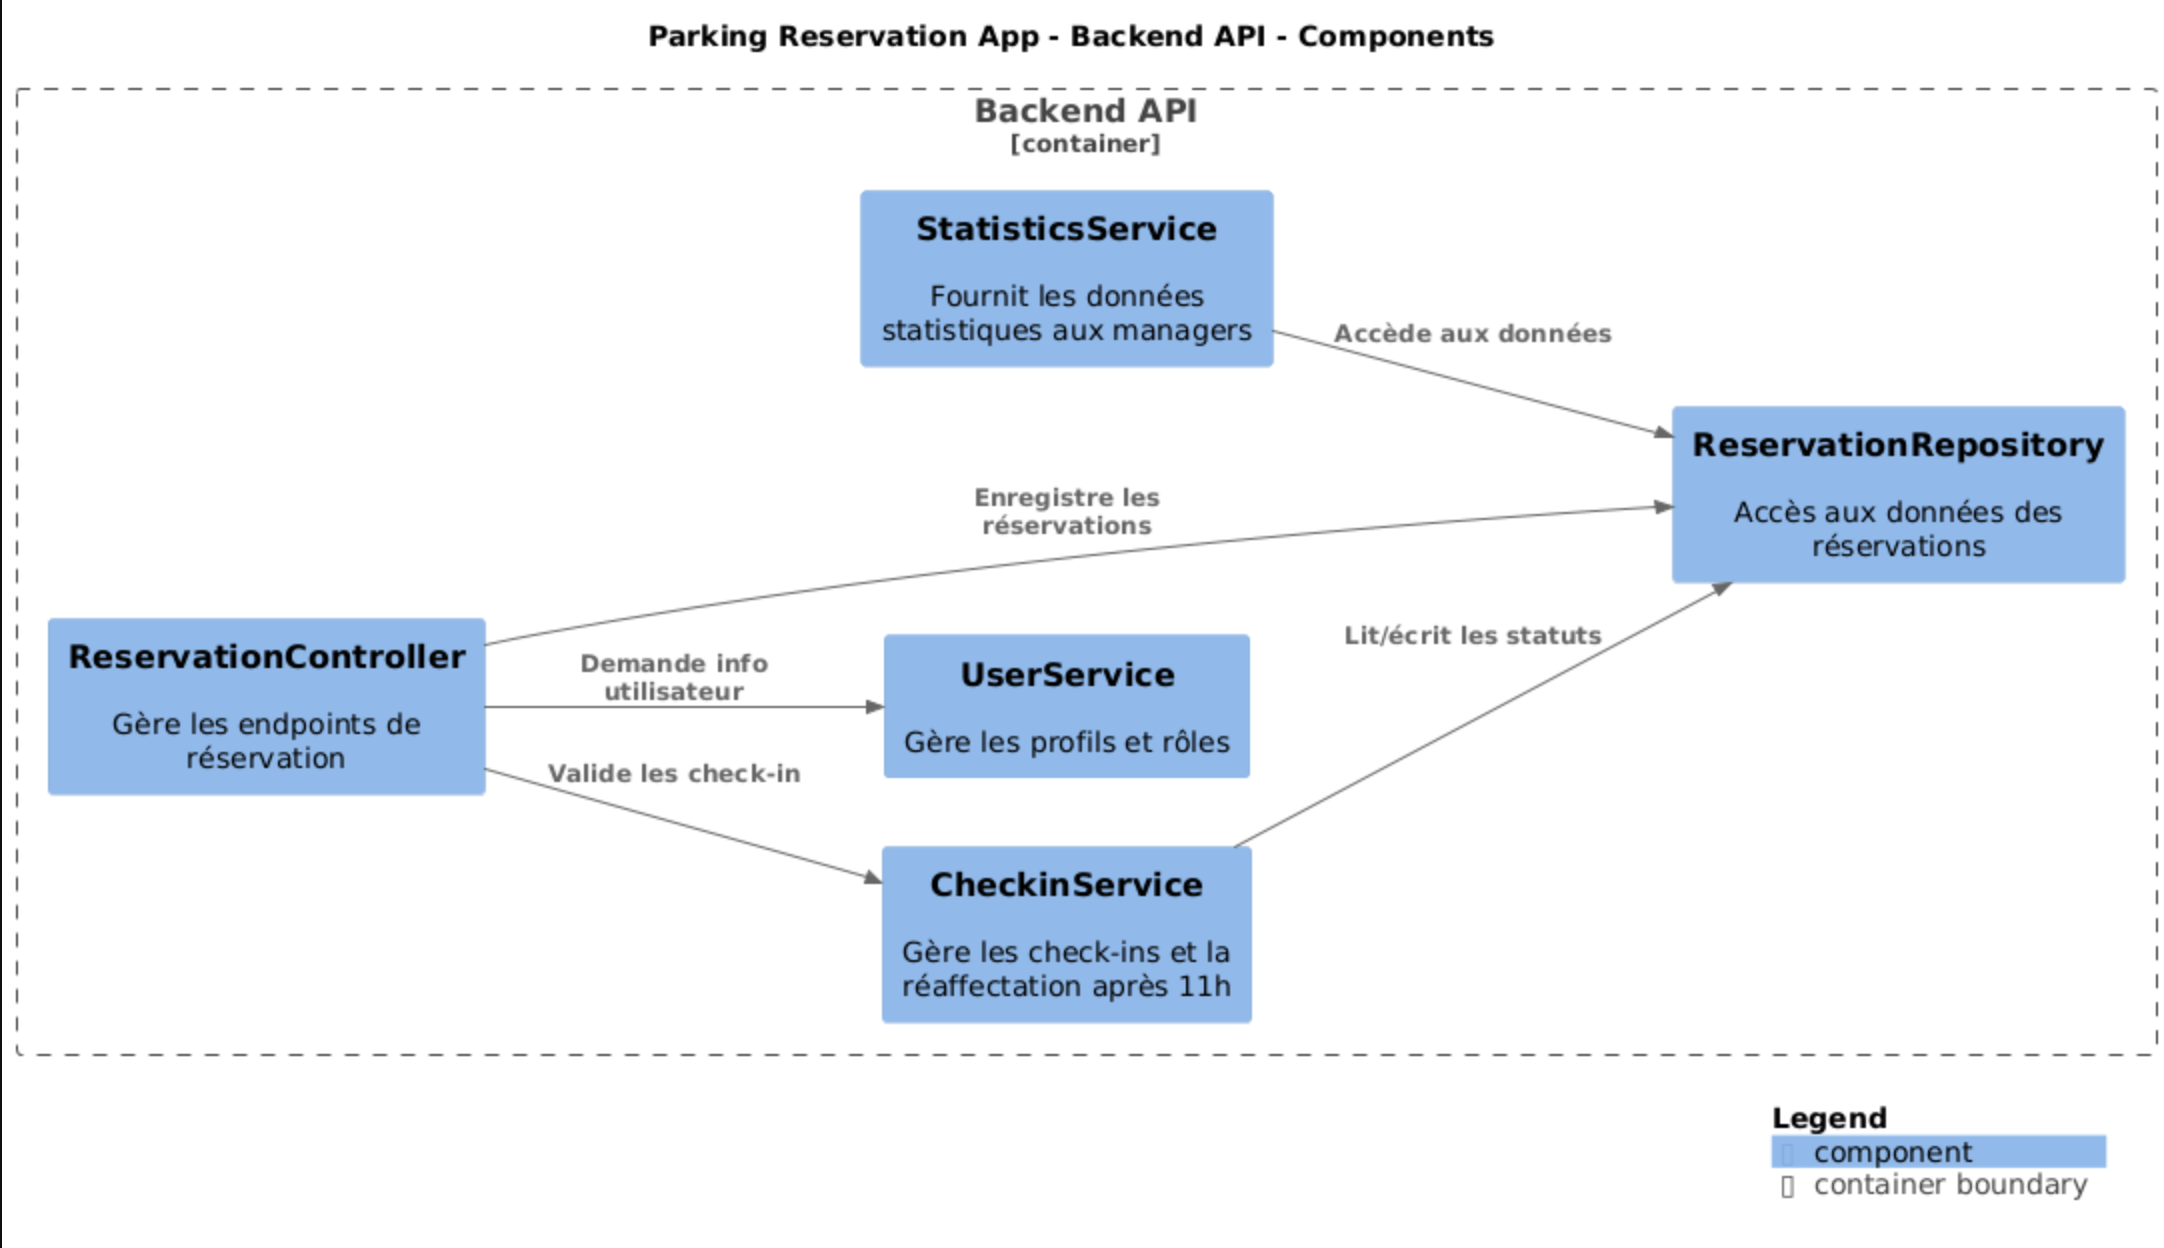 Parking Reservation App - Backend API - Components
Backend API
[container]
StatisticsService
Fournit les données
statistiques aux managers
Accède aux données
ReservationRepository
Accès aux données des
réservations
Enregistre les
réservations
ReservationController
Gère les endpoints de
réservation
Demande info
utilisateur
UserService
Gère les profils et rôles
Lit/écrit les statuts
Valide les check-in
CheckinService
Gère les check-ins et la
réaffectation après 11h
Legend
component
container boundary